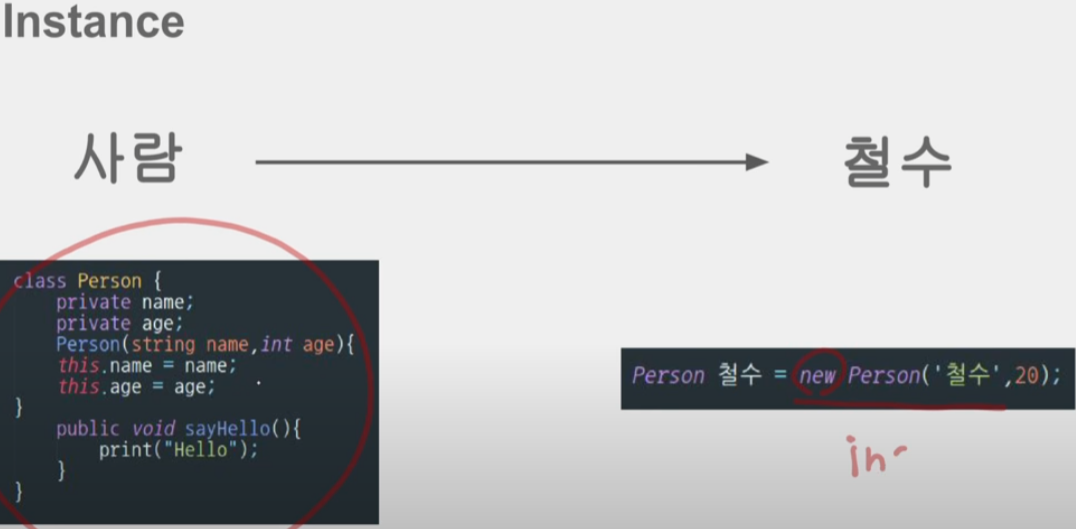 Instance
사람
철수
class Person {
private name;
private age;
Person(string name,int age){
this.name = name;
this.age = age;
}
public void sayHello(){
print("Hello");
}
}
Person 철수 = new Person('철수',20);
in